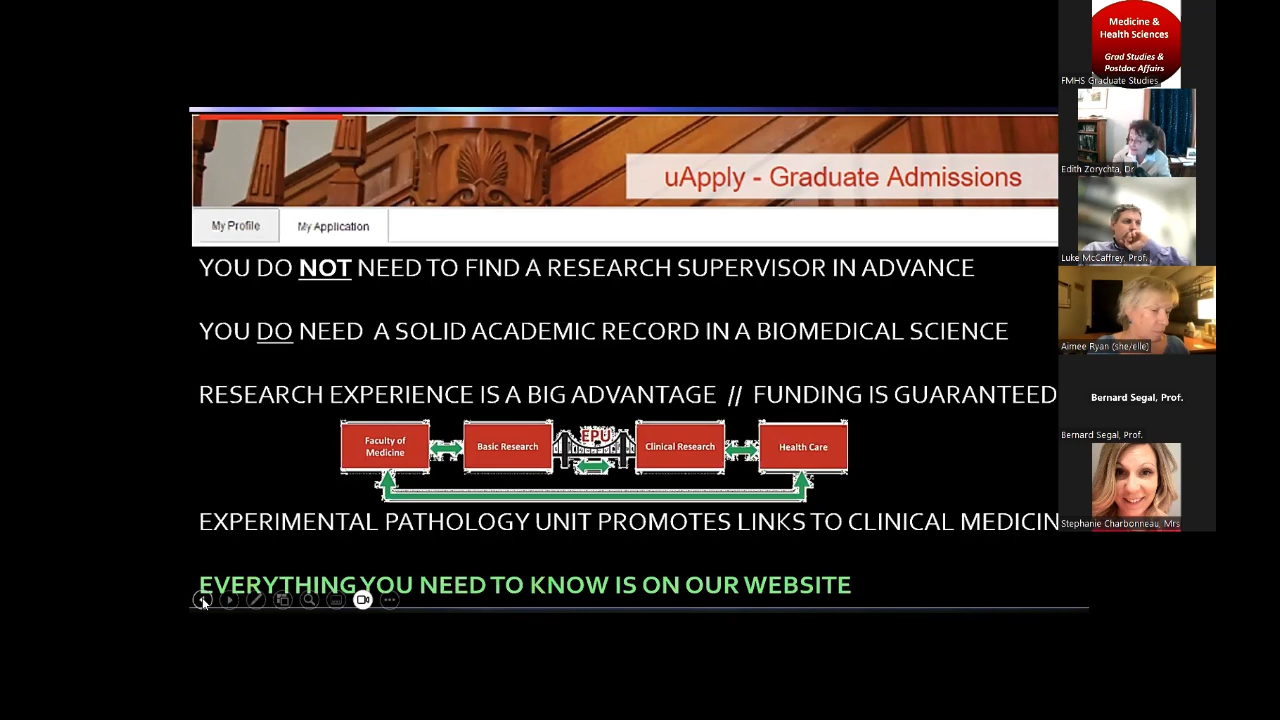 uApply - Graduate Admissions
My Profile
My Application
YOU DO NOT NEED TO FIND A RESEARCH SUPERVISOR IN ADVANCE
YOU DO NEED A SOLID ACADEMIC RECORD IN A BIOMEDICAL SCIENCE
RESEARCH EXPERIENCE IS A BIG ADVANTAGE // FUNDING IS GUARANTEED
Faculty of
Medicine
Basic Research
EPU
Clinical Research
Health Care
EXPERIMENTAL PATHOLOGY UNIT PROMOTES LINKS TO CLINICAL MEDICIN
EVERYTHING YOU NEED TO KNOW IS ON OUR WEBSITE
Medicine &
Health Sciences
Grad Studies &
Postdoc Affairs
FMHS Graduate Studies
Edith Zorychta, Dr
Luke McCaffrey, Prof.
Aimee Ryan (she/elle)
Bernard Segal, Prof.
Bernard Segal, Prof.
Stephanie Charbonneau, Mrs